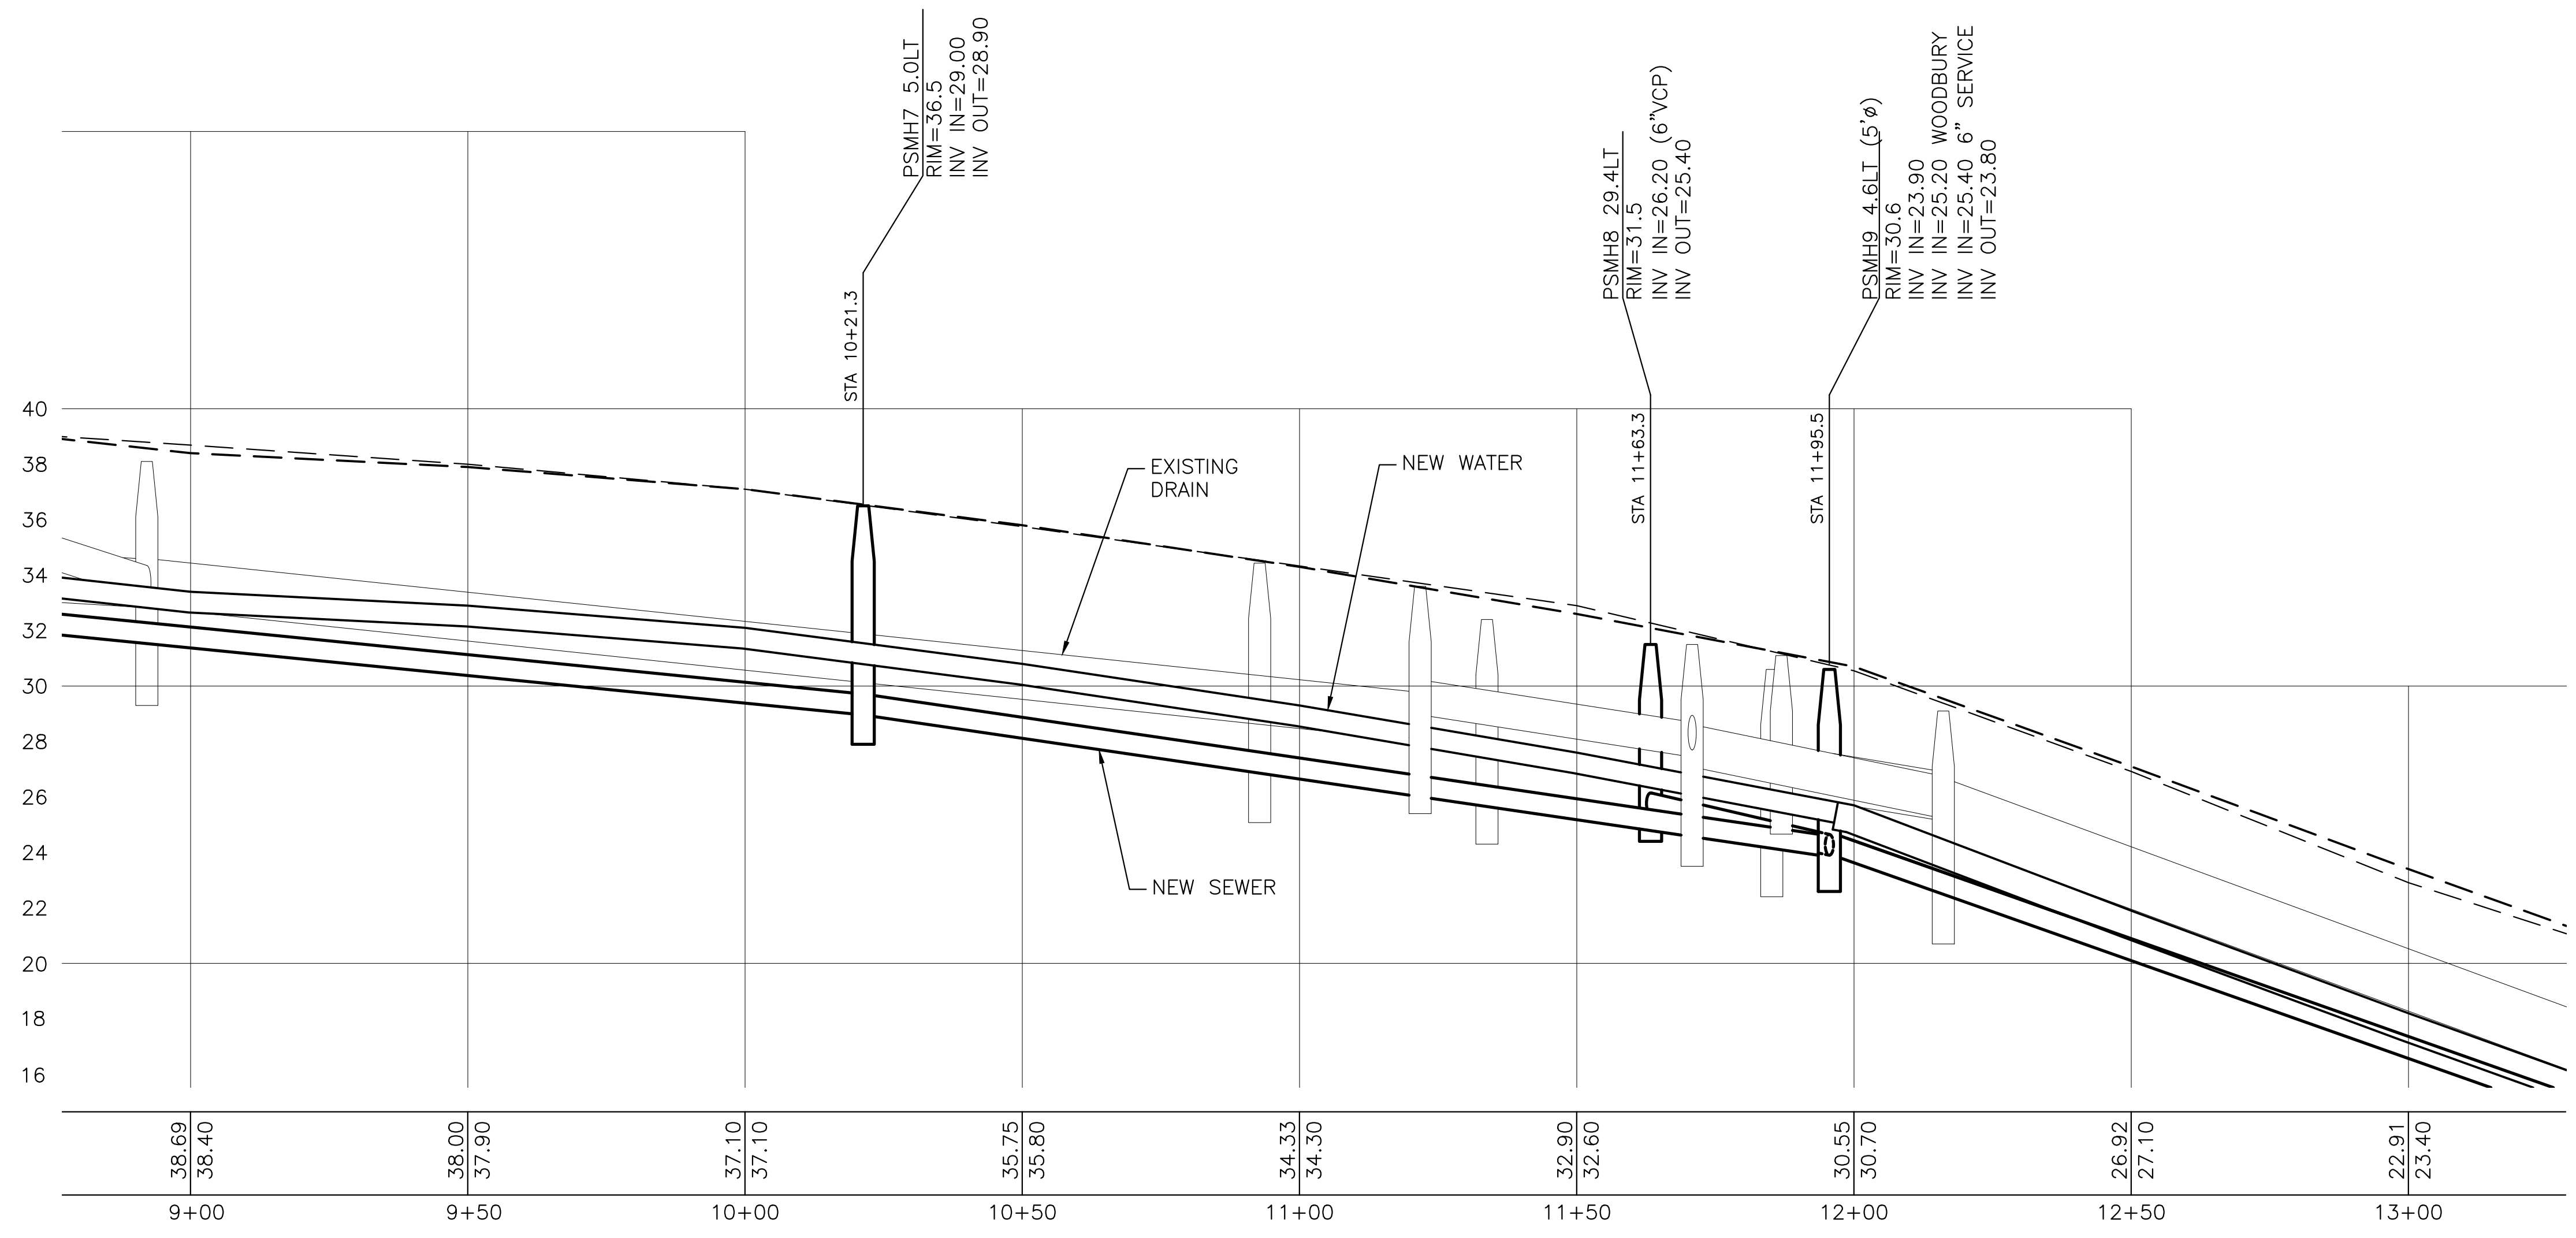 PSMH7 5.0LT
RIM=36.5
INV IN=29.00
INV OUT=28.90
STA 10+21.3
PSMH8 29.4LT
RIM=31.5
INV IN=26.20 (6"VCP)
INV OUT=25.40
STA 11+63.3
PSMH9 4.6LT (5'ø)
RIM=30.6
INV IN=23.90
INV IN=25.20 WOODBURY
INV IN=25.40 6" SERVICE
INV OUT=23.80
STA 11+95.5
EXISTING
DRAIN
NEW WATER
NEW SEWER
40
38
36
34
32
30
28
26
24
22
20
18
16
38.69
38.40
38.00
37.90
37.10
37.10
35.75
35.80
34.33
34.30
32.90
32.60
30.55
30.70
26.92
27.10
22.91
23.40
9+00
9+50
10+00
10+50
11+00
11+50
12+00
12+50
13+00